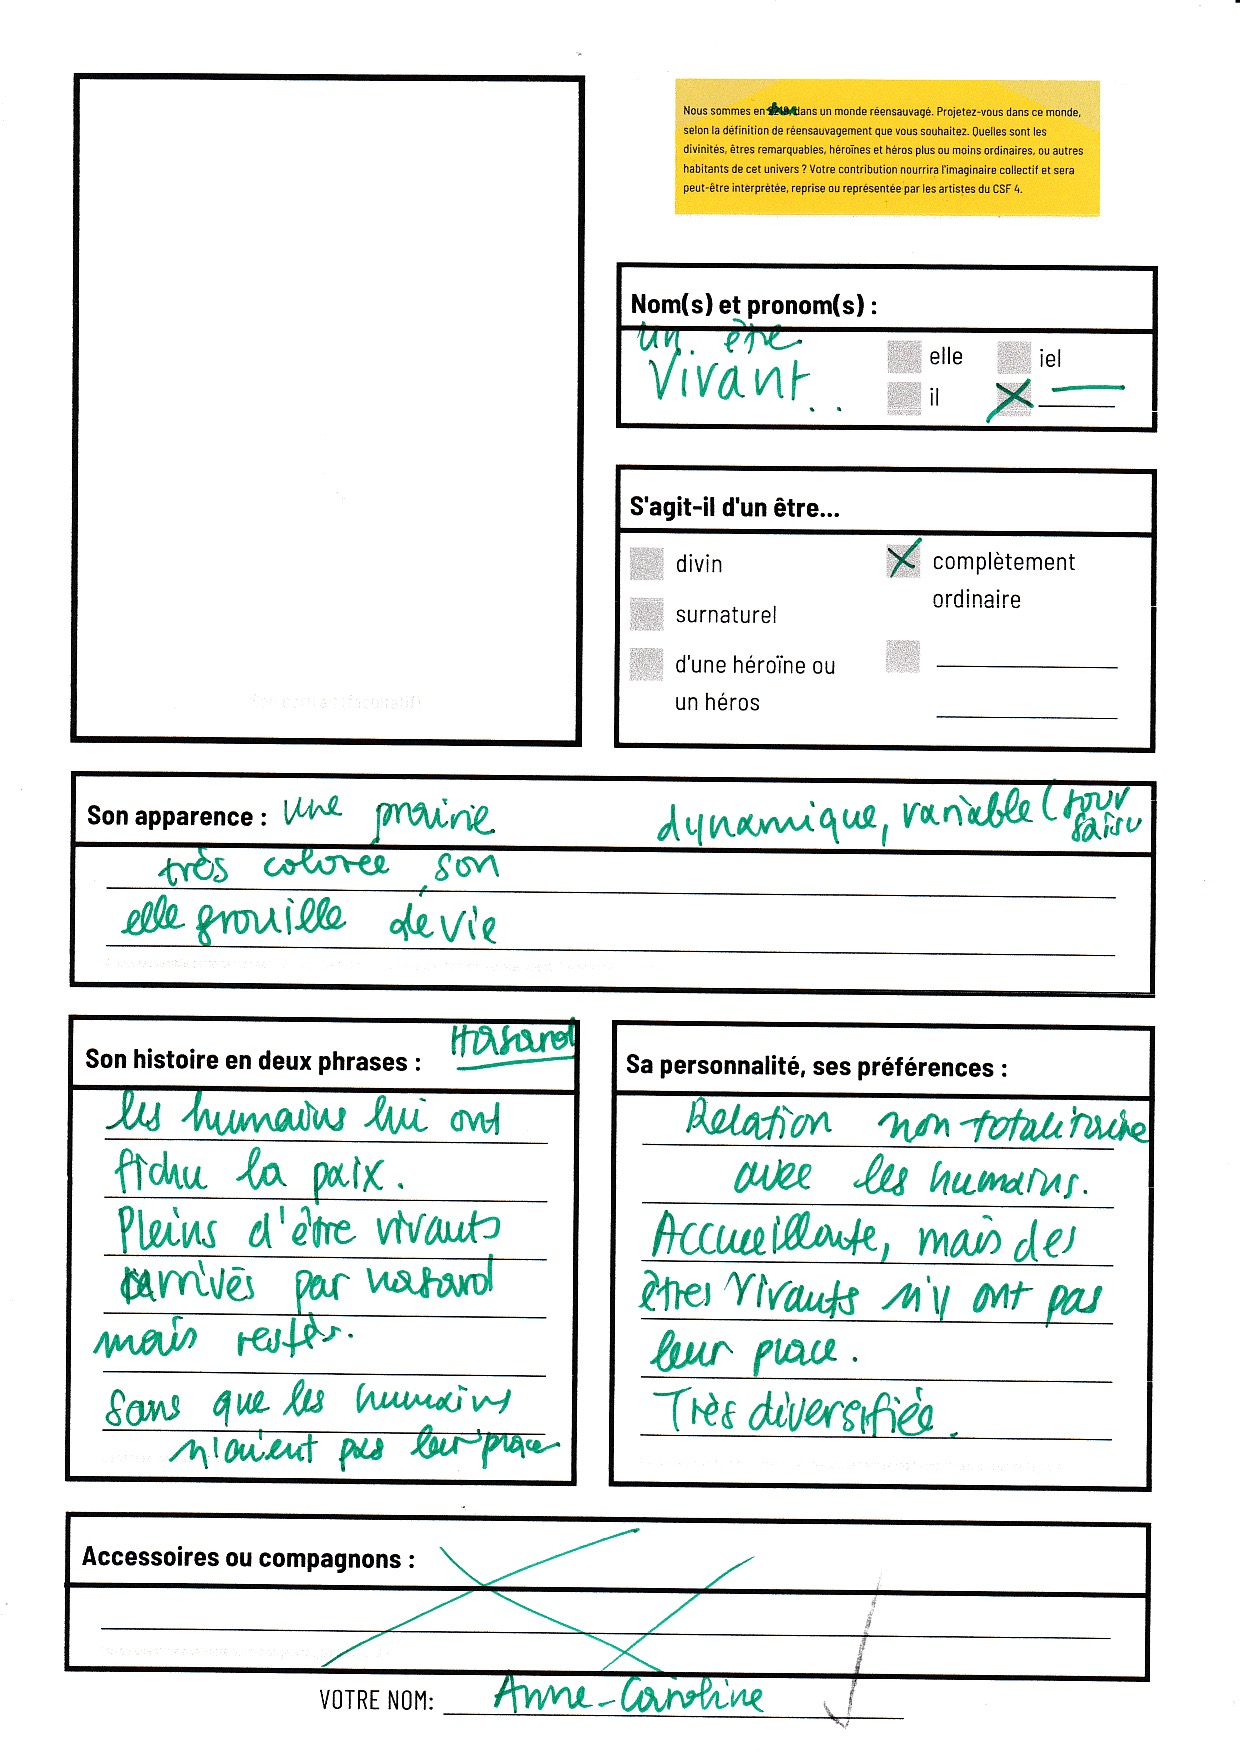 Nous sommes en dans un monde réensauvagé. Projetez-vous dans ce monde,
selon la définition de réensauvagement que vous souhaitez. Quelles sont les
divinités, êtres remarquables, héroïnes et héros plus ou moins ordinaires, ou autres
habitants de cet univers ? Votre contribution nourrira l'imaginaire collectif et sera
peut-être interprétée, reprise ou représentée par les artistes du CSF 4.
Nom(s) et pronom(s) :
un être
Vivant..
elle
iel
il
S'agit-il d'un être...
divin
complètement
ordinaire
surnaturel
d'une héroïne ou
un héros
Son apparence : une prairie
dynamique, variable (jour
saison
très colorée, son
elle grouille de vie
Son histoire en deux phrases :
Hasard
les humains lui ont
fichu la paix.
Pleins d'être vivants
arrivés par hasard
mais restés.
Sans que les humains
n'aient pas leur place
Sa personnalité, ses préférences :
Relation non-totalitaire
avec les humains.
Accueillante, mais des
êtres vivants n'y ont pas
leur place.
Très diversifiée.
Accessoires ou compagnons :
VOTRE NOM: Anne-Caroline